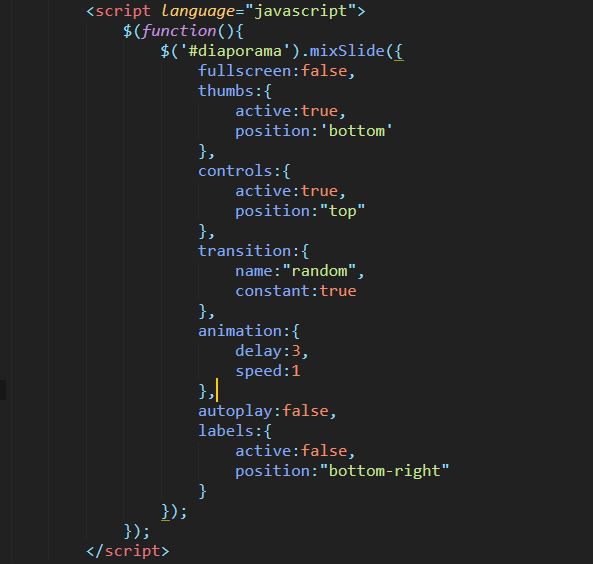 <script language="javascript">
$(function(){
$('#diaporama').mixSlide({
fullscreen:false,
thumbs:{
active:true,
position:'bottom'
},
controls:{
active:true,
position:"top"
},
transition:{
name:"random",
constant:true
},
animation:{
delay:3,
speed:1
},
autoplay:false,
labels:{
active:false,
position:"bottom-right"
}
});
});
</script>